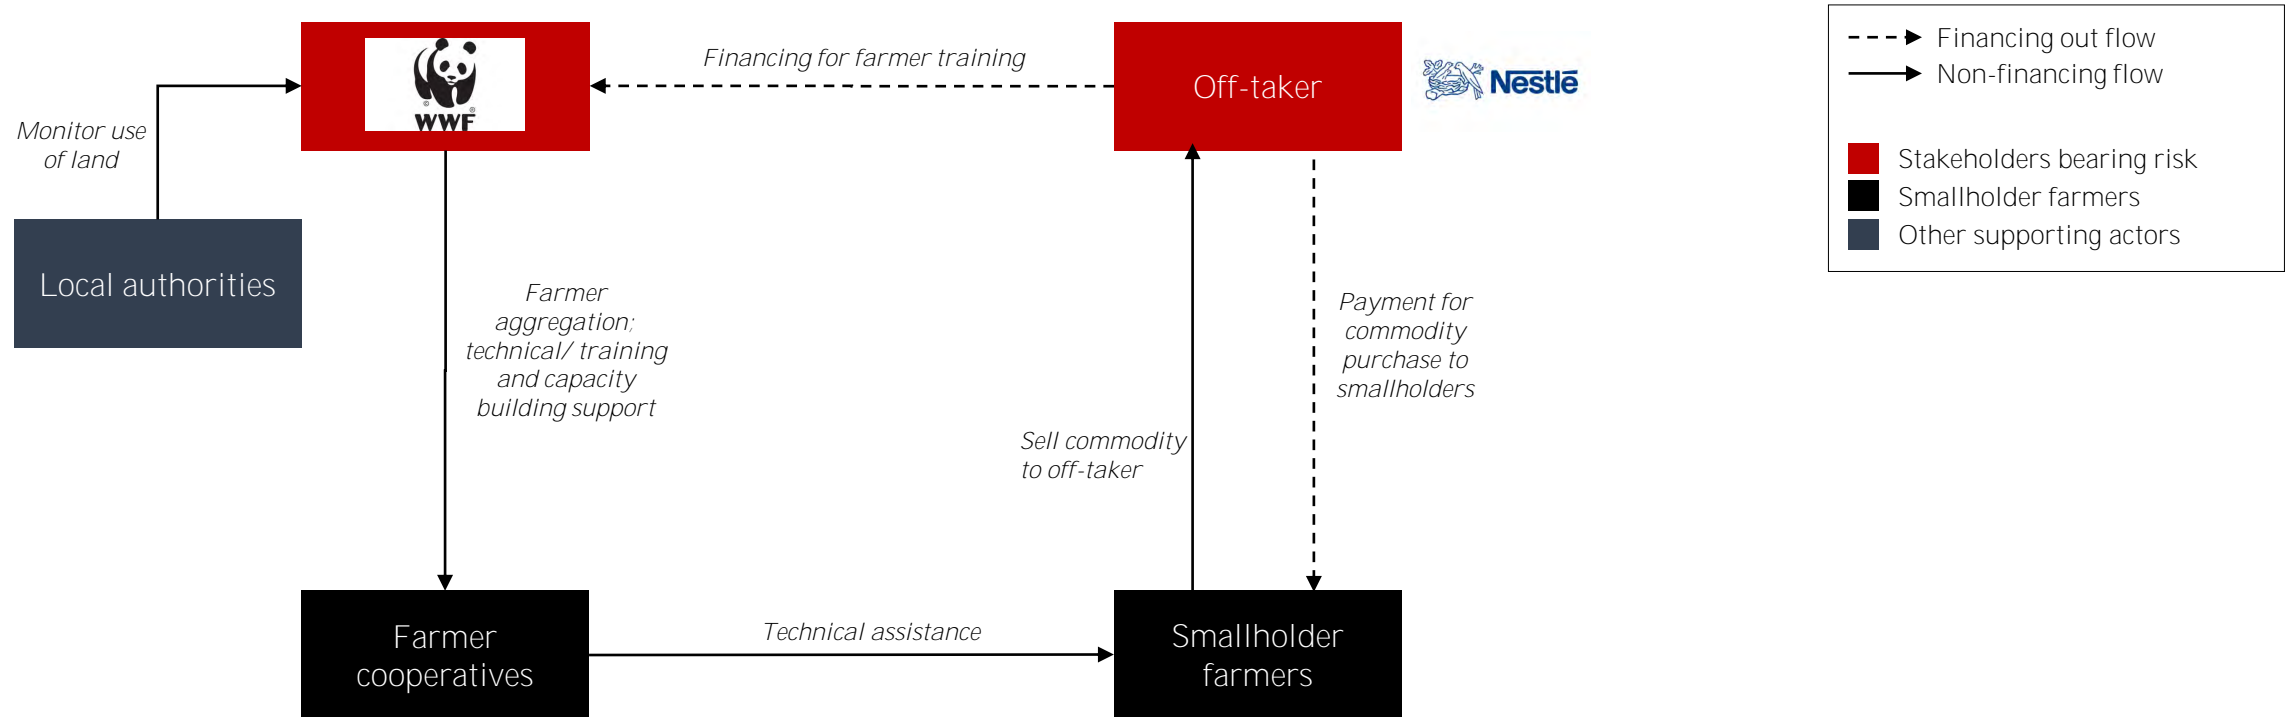 WWF
Financing for farmer training
Off-taker
Nestlé
Financing out flow
Non-financing flow
Stakeholders bearing risk
Smallholder farmers
Other supporting actors
Monitor use
of land
Local authorities
Farmer
aggregation;
technical/ training
and capacity
building support
Sell commodity
to off-taker
Payment for
commodity
purchase to
smallholders
Farmer
cooperatives
Technical assistance
Smallholder
farmers